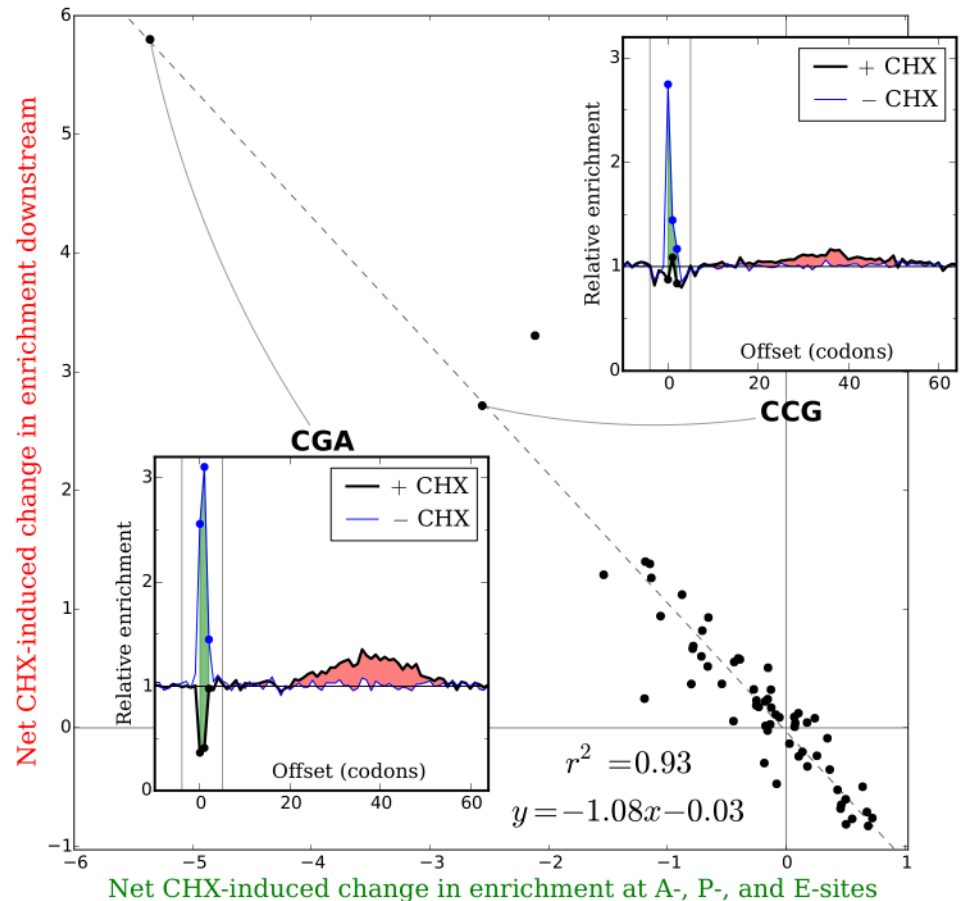 Net CHX-induced change in enrichment downstream
6
5
4
3
2
1
0
−1
−6
−5
−4
−3
−2
−1
0
1
Net CHX-induced change in enrichment at A-, P-, and E-sites
CGA
CCG
r² =0.93
y=−1.08x−0.03
Relative enrichment
3
2
1
0
+ CHX
− CHX
Offset (codons)
0
20
40
60
Relative enrichment
3
2
1
0
+ CHX
− CHX
Offset (codons)
0
20
40
60